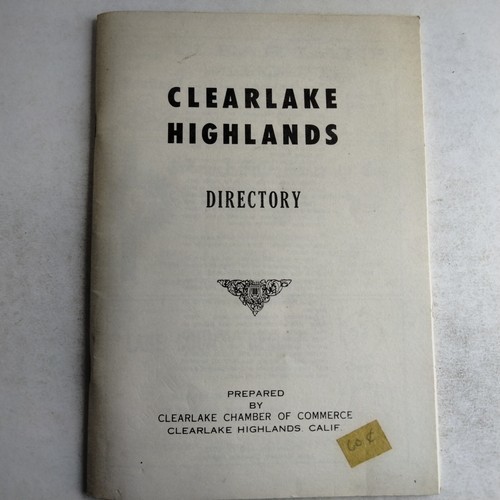 CLEARLAKE
HIGHLANDS
DIRECTORY
PREPARED
BY
CLEARLAKE CHAMBER OF COMMERCE
CLEARLAKE HIGHLANDS, CALIF.
60¢